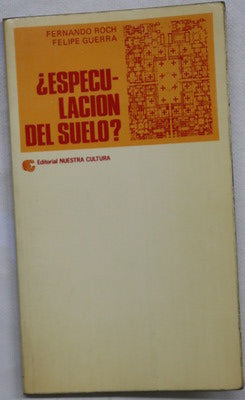 FERNANDO ROCH
FELIPE GUERRA
¿ESPECU-
LACION
DEL SUELO?
Editorial NUESTRA CULTURA